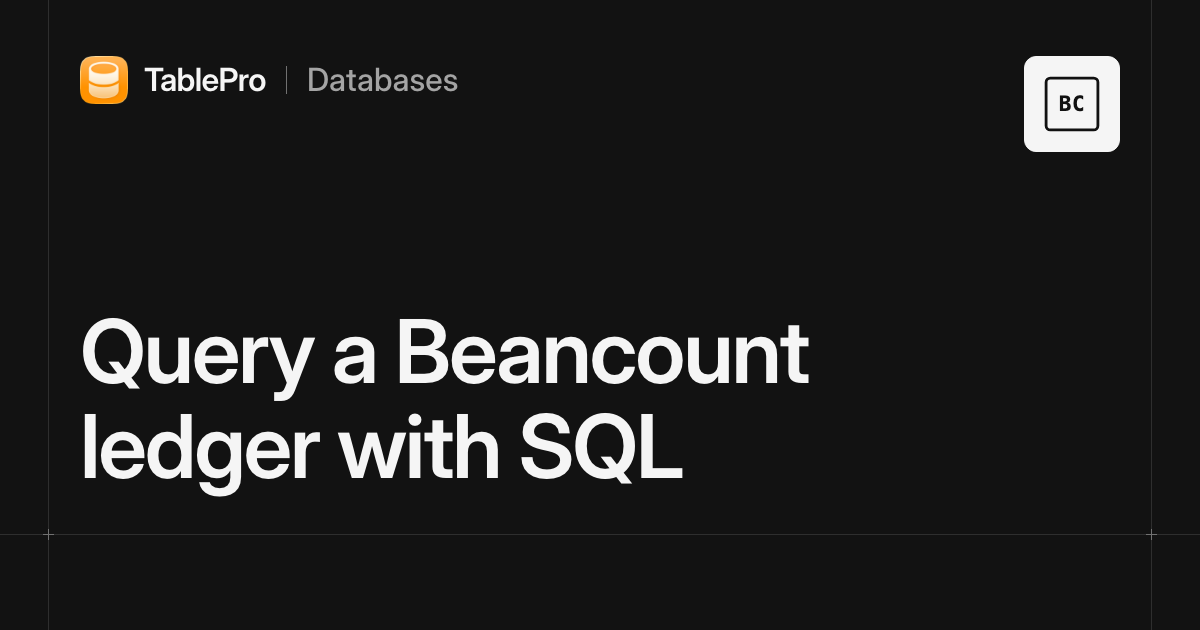 TablePro | Databases
BC
Query a Beancount
ledger with SQL